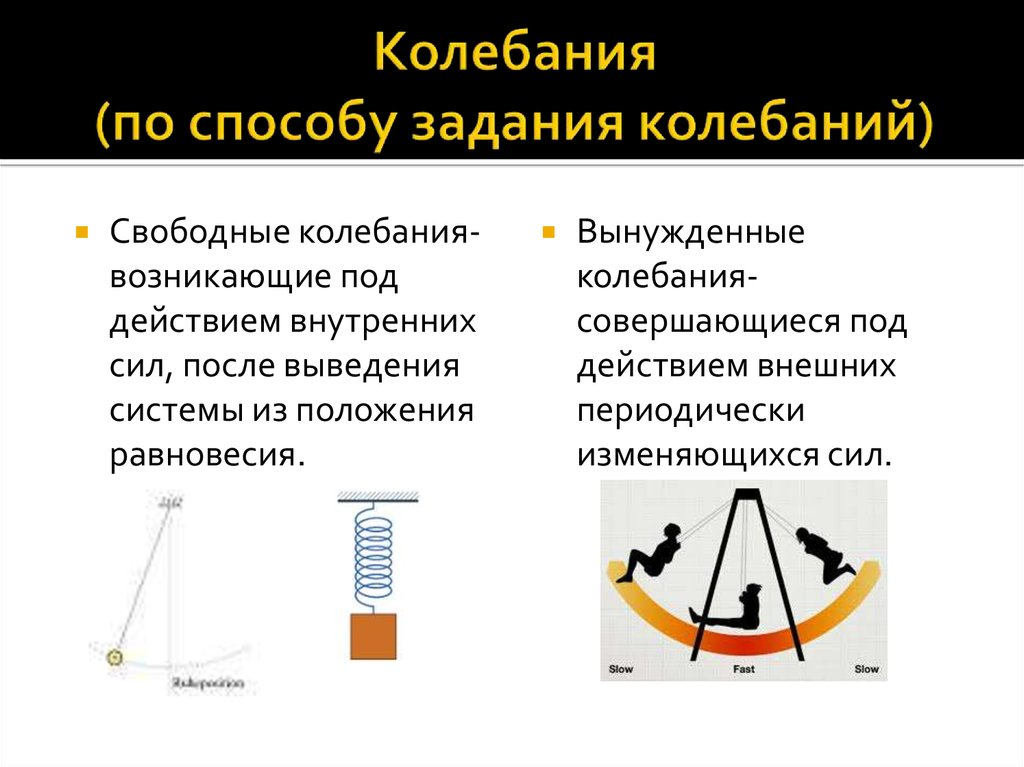 Колебания
(по способу задания колебаний)
Свободные колебания-
возникающие под
действием внутренних
сил, после выведения
системы из положения
равновесия.
Вынужденные
колебания-
совершающиеся под
действием внешних
периодически
изменяющихся сил.
Ruheposition
Slow
Fast
Slow